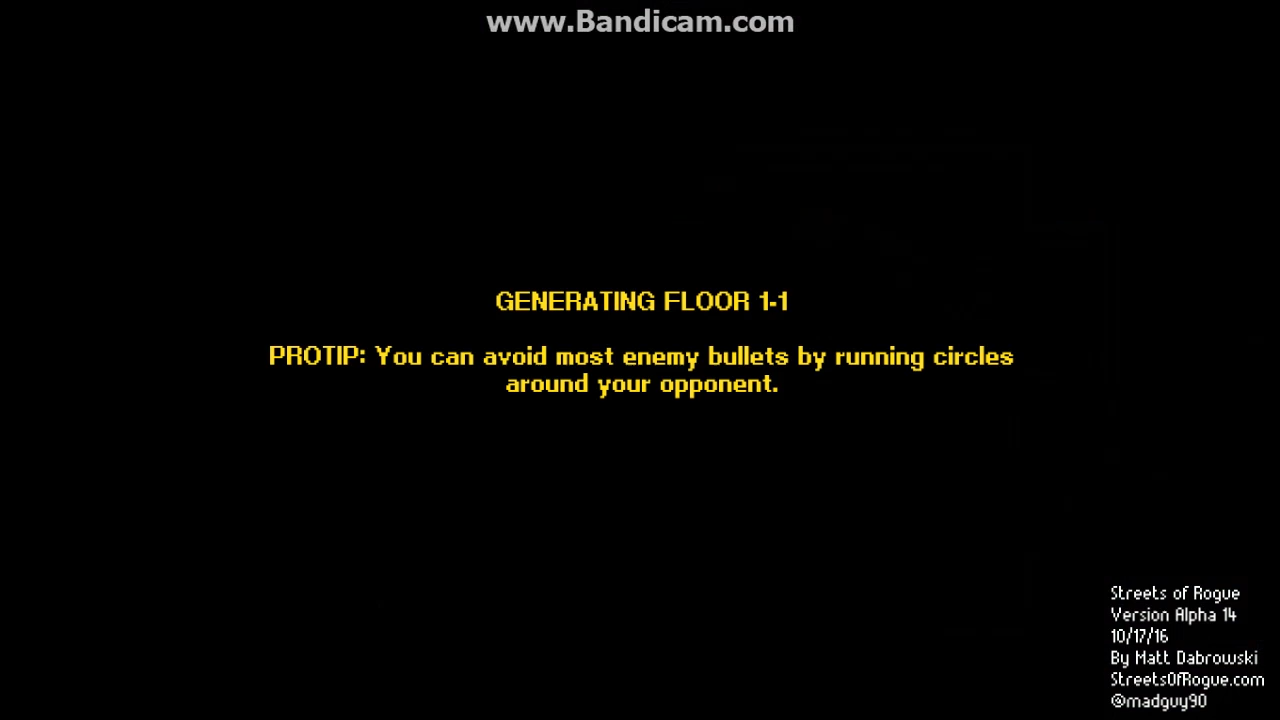 www.Bandicam.com
GENERATING FLOOR 1-1
PROTIP: You can avoid most enemy bullets by running circles
around your opponent.
Streets of Rogue
Version Alpha 14
10/17/16
By Matt Dabrowski
StreetsOfRogue.com
@madguy90